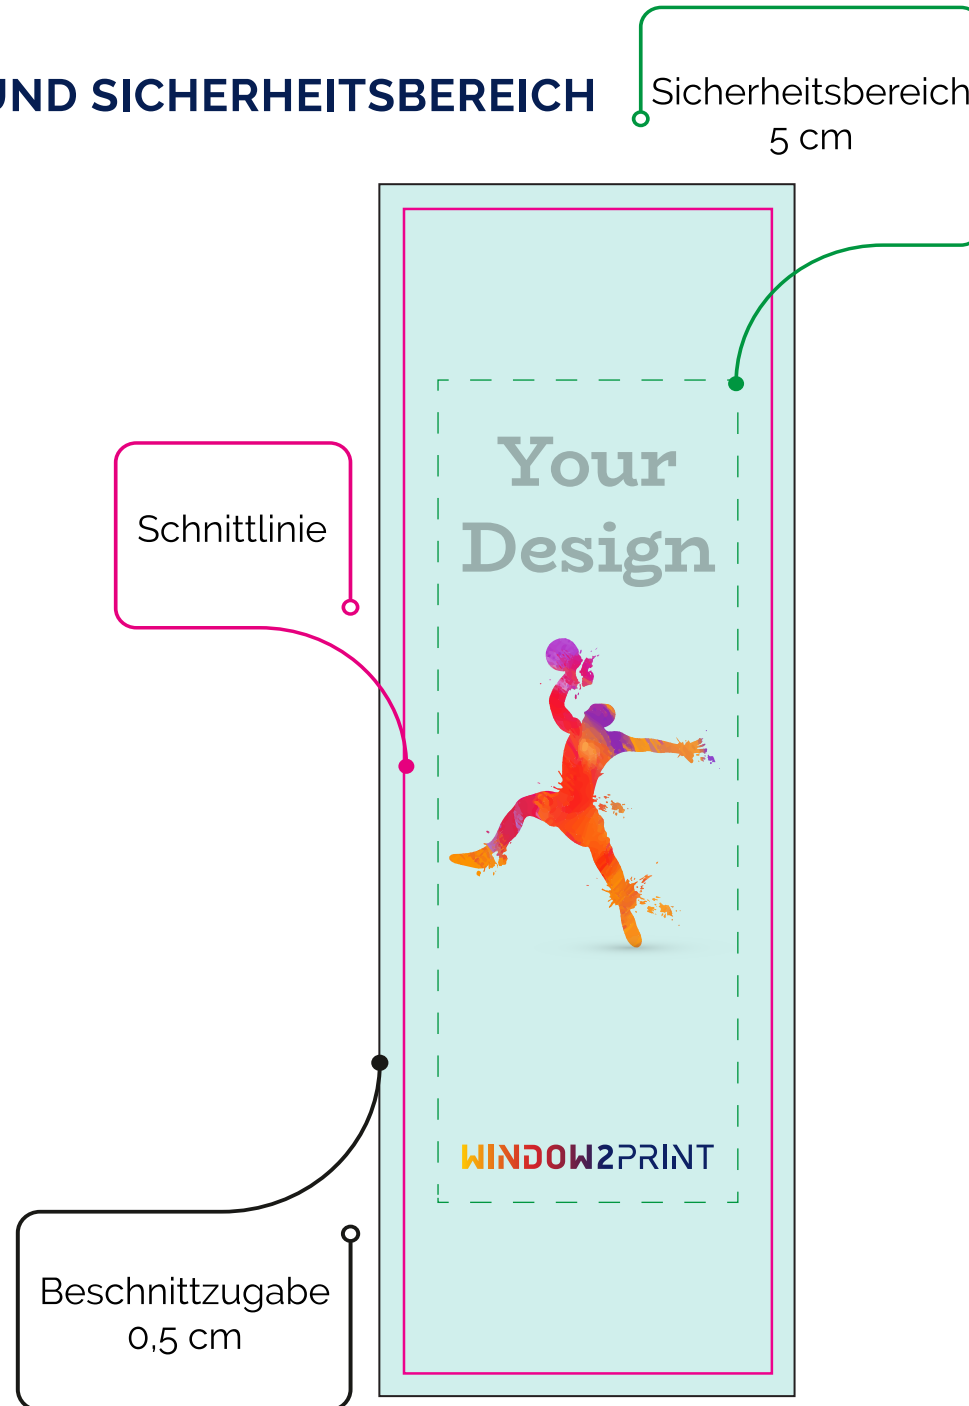 UND SICHERHEITSBEREICH
Sicherheitsbereich
5 cm
Your
Design
Schnittlinie
WINDOW2PRINT
Beschnittzugabe
0,5 cm